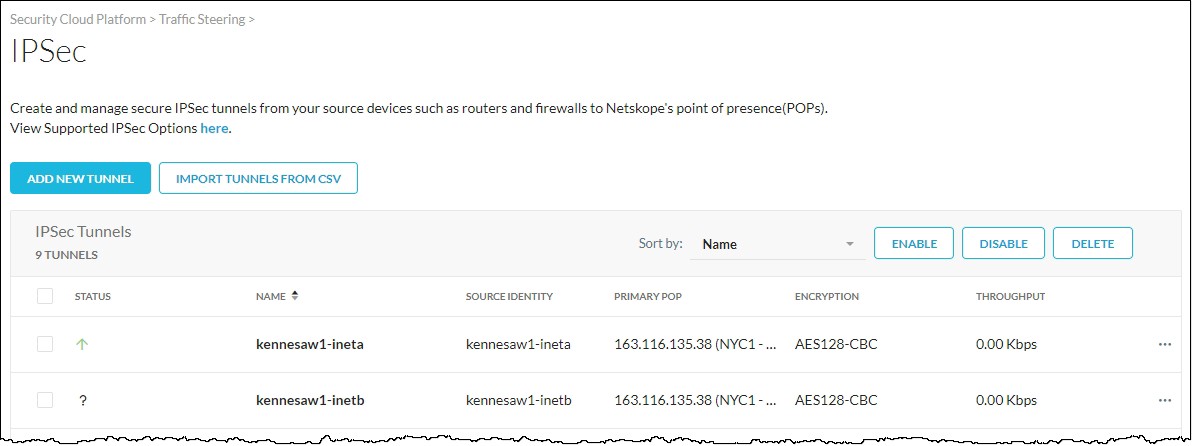 Security Cloud Platform > Traffic Steering >
IPSec
Create and manage secure IPSec tunnels from your source devices such as routers and firewalls to Netskope's point of presence(POPs).
View Supported IPSec Options here.
ADD NEW TUNNEL IMPORT TUNNELS FROM CSV
IPSec Tunnels
9 TUNNELS
Sort by: Name ENABLE DISABLE DELETE
STATUS NAME SOURCE IDENTITY PRIMARY POP ENCRYPTION THROUGHPUT
kennesaw1-ineta kennesaw1-ineta 163.116.135.38 (NYC1 - ... AES128-CBC 0.00 Kbps ...
? kennesaw1-inetb kennesaw1-inetb 163.116.135.38 (NYC1 - ... AES128-CBC 0.00 Kbps ...